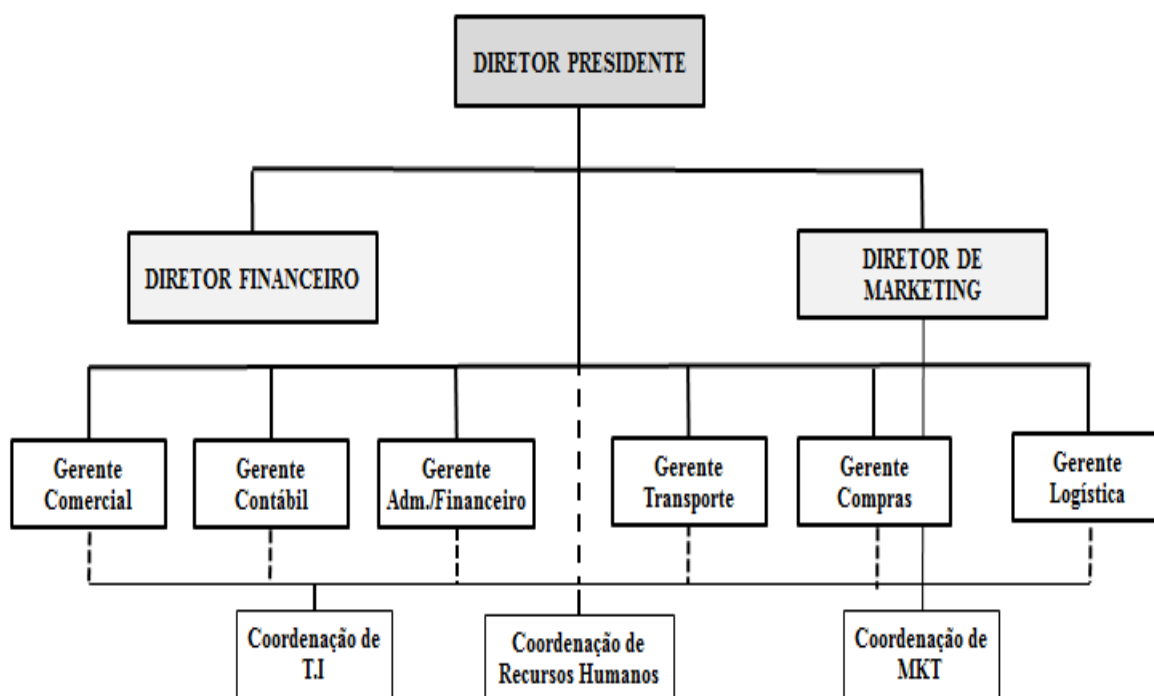 DIRETOR PRESIDENTE
DIRETOR FINANCEIRO
DIRETOR DE
MARKETING
Gerente
Comercial
Gerente
Contábil
Gerente
Adm./Financeiro
Gerente
Transporte
Gerente
Compras
Gerente
Logística
Coordenação de
T.I
Coordenação de
Recursos Humanos
Coordenação de
MKT